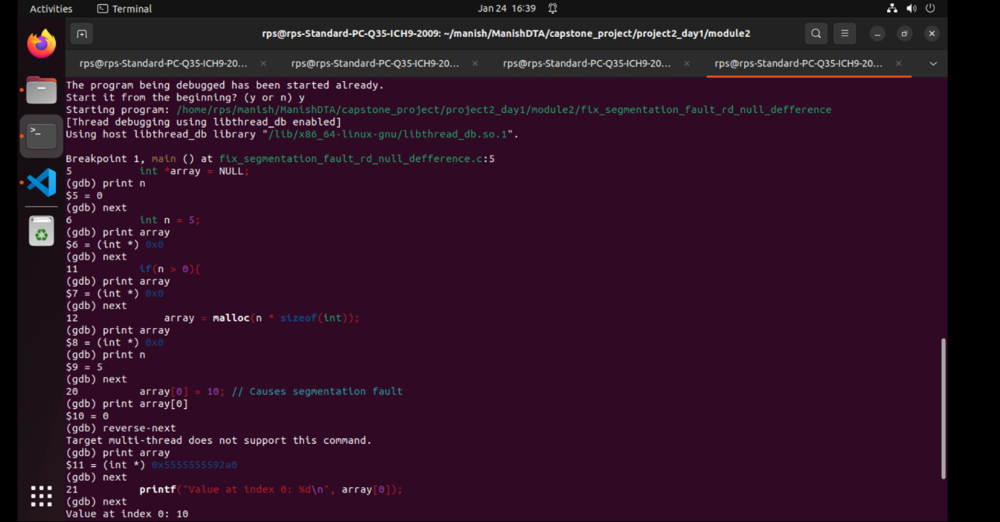 Activities Terminal Jan 24 16:39
rps@rps-Standard-PC-Q35-ICH9-2009: ~/manish/ManishDTA/capstone_project/project2_day1/module2
rps@rps-Standard-PC-Q35-ICH9-20... × rps@rps-Standard-PC-Q35-ICH9-20... × rps@rps-Standard-PC-Q35-ICH9-20... × rps@rps-Standard-PC-Q35-ICH9-20... ×
The program being debugged has been started already.
Start it from the beginning? (y or n) y
Starting program: /home/rps/manish/ManishDTA/capstone_project/project2_day1/module2/fix_segmentation_fault_rd_null_defference
[Thread debugging using libthread_db enabled]
Using host libthread_db library "/lib/x86_64-linux-gnu/libthread_db.so.1".
Breakpoint 1, main () at fix_segmentation_fault_rd_null_defference.c:5
5           int *array = NULL;
(gdb) print n
$5 = 0
(gdb) next
6           int n = 5;
(gdb) print array
$6 = (int *) 0x0
(gdb) next
11          if(n > 0){
(gdb) print array
$7 = (int *) 0x0
(gdb) next
12              array = malloc(n * sizeof(int));
(gdb) print array
$8 = (int *) 0x0
(gdb) print n
$9 = 5
(gdb) next
20          array[0] = 10; // Causes segmentation fault
(gdb) print array[0]
$10 = 0
(gdb) reverse-next
Target multi-thread does not support this command.
(gdb) print array
$11 = (int *) 0x5555555592a0
(gdb) next
21          printf("Value at index 0: %d\n", array[0]);
(gdb) next
Value at index 0: 10